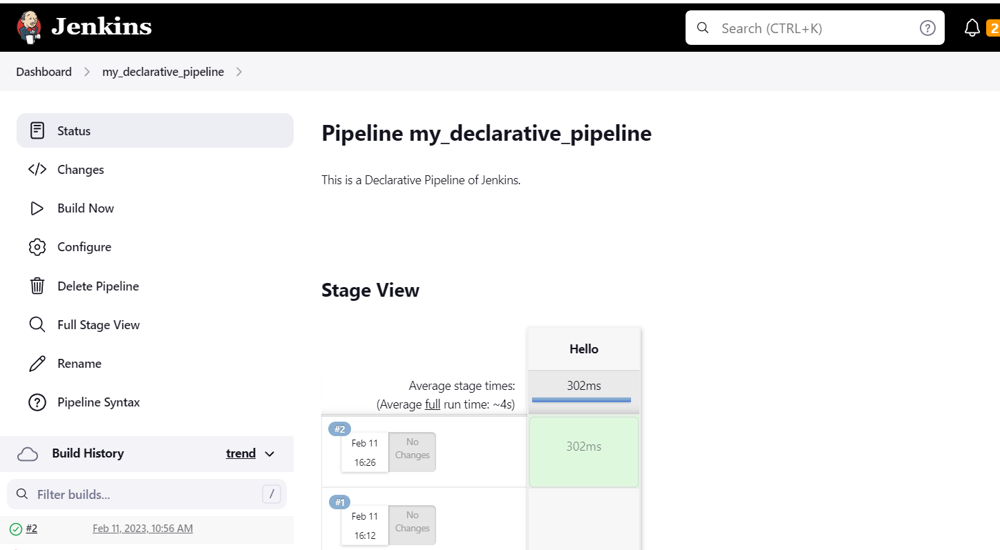 Jenkins
Search (CTRL+K)
?
2
Dashboard
my_declarative_pipeline
Status
Changes
Build Now
Configure
Delete Pipeline
Full Stage View
Rename
Pipeline Syntax
Build History
trend
Filter builds...
/
#2
Feb 11, 2023, 10:56 AM
Pipeline my_declarative_pipeline
This is a Declarative Pipeline of Jenkins.
Stage View
Hello
Average stage times:
302ms
(Average full run time: ~4s)
#2
Feb 11
16:26
No
Changes
302ms
#1
Feb 11
16:12
No
Changes